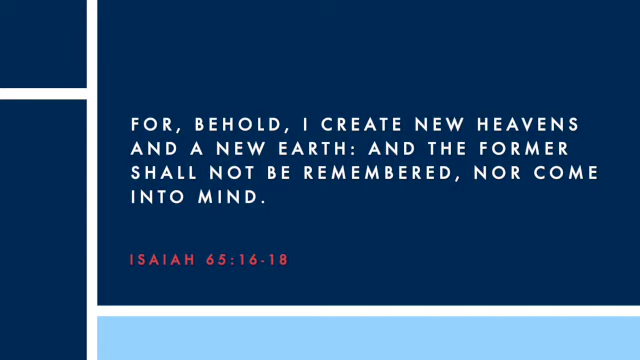 FOR, BEHOLD, I CREATE NEW HEAVENS
AND A NEW EARTH: AND THE FORMER
SHALL NOT BE REMEMBERED, NOR COME
INTO MIND.
ISAIAH 65:16-18